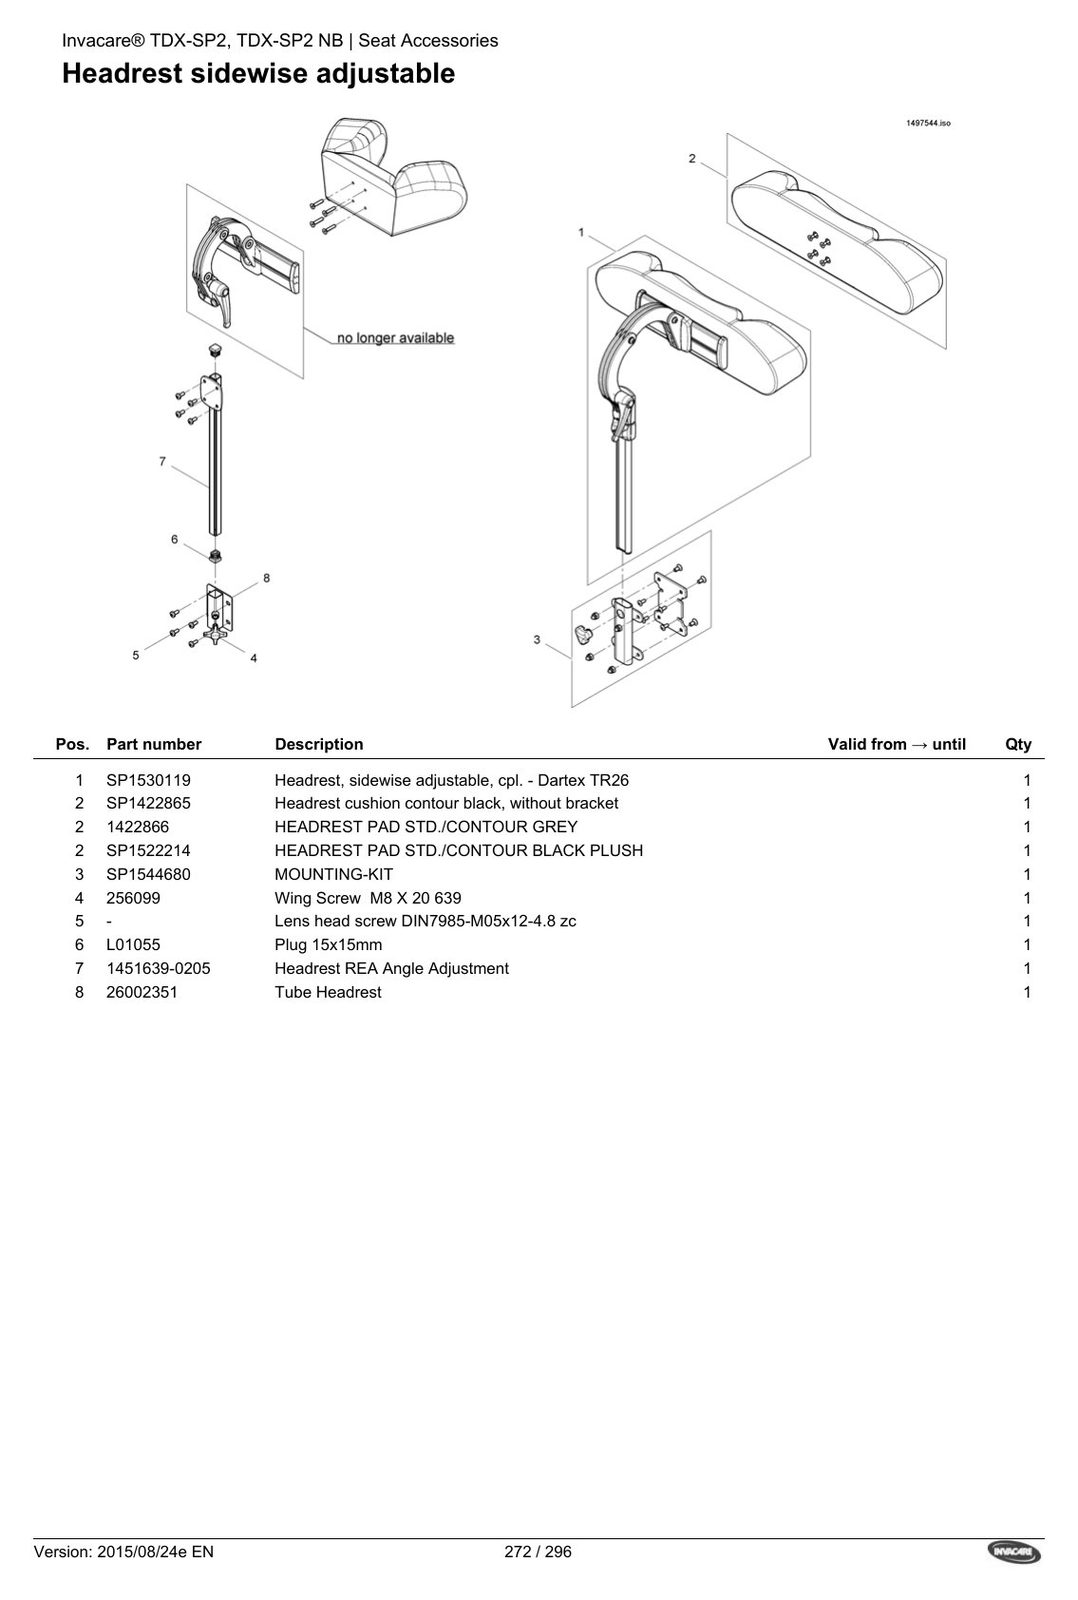 Invacare® TDX-SP2, TDX-SP2 NB | Seat Accessories
Headrest sidewise adjustable
1497544.iso
2
1
no longer available
7
6
8
3
5
4
Pos. Part number Description Valid from → until Qty
1 SP1530119 Headrest, sidewise adjustable, cpl. - Dartex TR26 1
2 SP1422865 Headrest cushion contour black, without bracket 1
2 1422866 HEADREST PAD STD./CONTOUR GREY 1
2 SP1522214 HEADREST PAD STD./CONTOUR BLACK PLUSH 1
3 SP1544680 MOUNTING-KIT 1
4 256099 Wing Screw  M8 X 20 639 1
5 - Lens head screw DIN7985-M05x12-4.8 zc 1
6 L01055 Plug 15x15mm 1
7 1451639-0205 Headrest REA Angle Adjustment 1
8 26002351 Tube Headrest 1
Version: 2015/08/24e EN 272 / 296 INVACARE